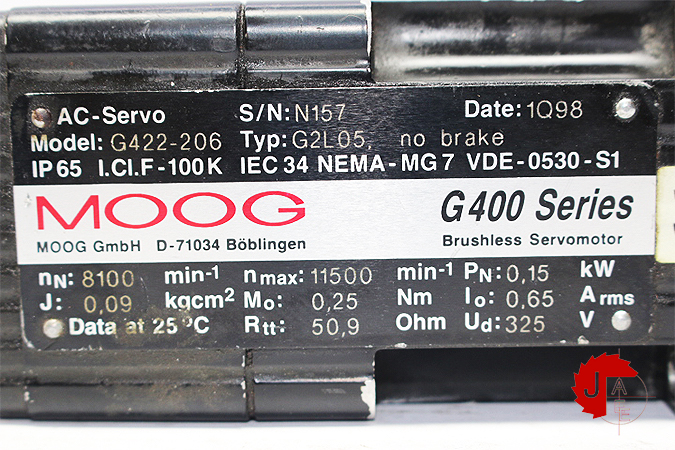 AC-Servo S/N: N157 Date: 1Q98
Model: G422-206 Typ: G2L05, no brake
IP 65 I.Cl.F-100K IEC 34 NEMA-MG 7 VDE-0530-S1
MOOG G400 Series
MOOG GmbH D-71034 Böblingen Brushless Servomotor
nN: 8100 min-1 nmax: 11500 min-1 PN: 0,15 kW
J: 0,09 kgcm2 Mo: 0,25 Nm Io: 0,65 Arms
Data at 25 °C Rtt: 50,9 Ohm Ud: 325 V
JA